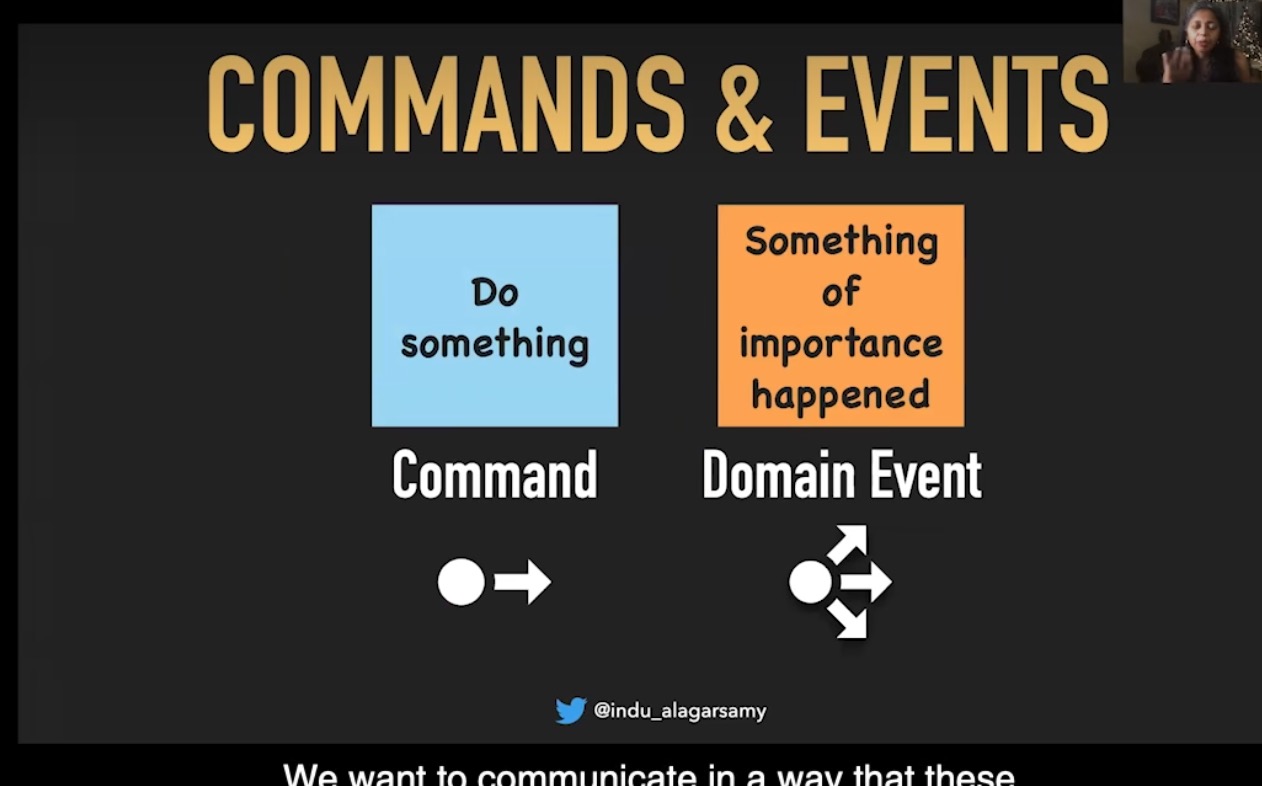 COMMANDS & EVENTS
Do
something
Something
of
importance
happened
Command
Domain Event
@indu_alagarsamy
We want to communicate in a way that these